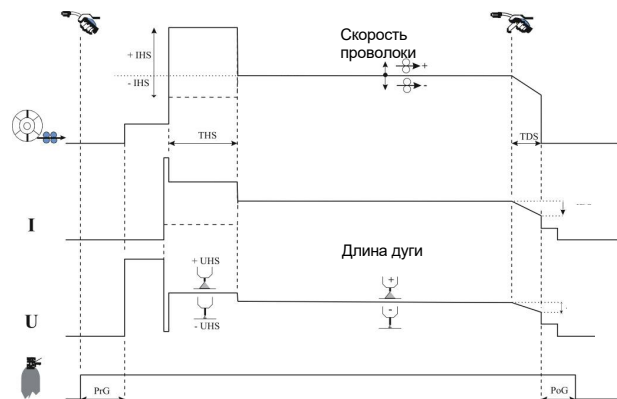 Скорость
проволоки
+ IHS
+
- IHS
-
THS
TDS
I
Длина дуги
+ UHS
+
-
- UHS
U
PrG
PoG